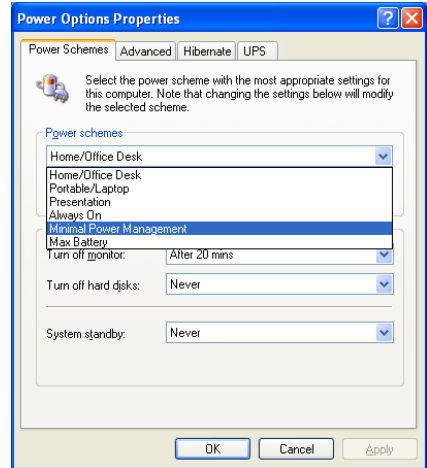 Power Options Properties
Power Schemes Advanced Hibernate UPS
Select the power scheme with the most appropriate settings for
this computer. Note that changing the settings below will modify
the selected scheme.
Power schemes
Home/Office Desk
Home/Office Desk
Portable/Laptop
Presentation
Always On
Minimal Power Management
Max Battery
Turn off monitor: After 20 mins
Turn off hard disks: Never
System standby: Never
OK Cancel Apply